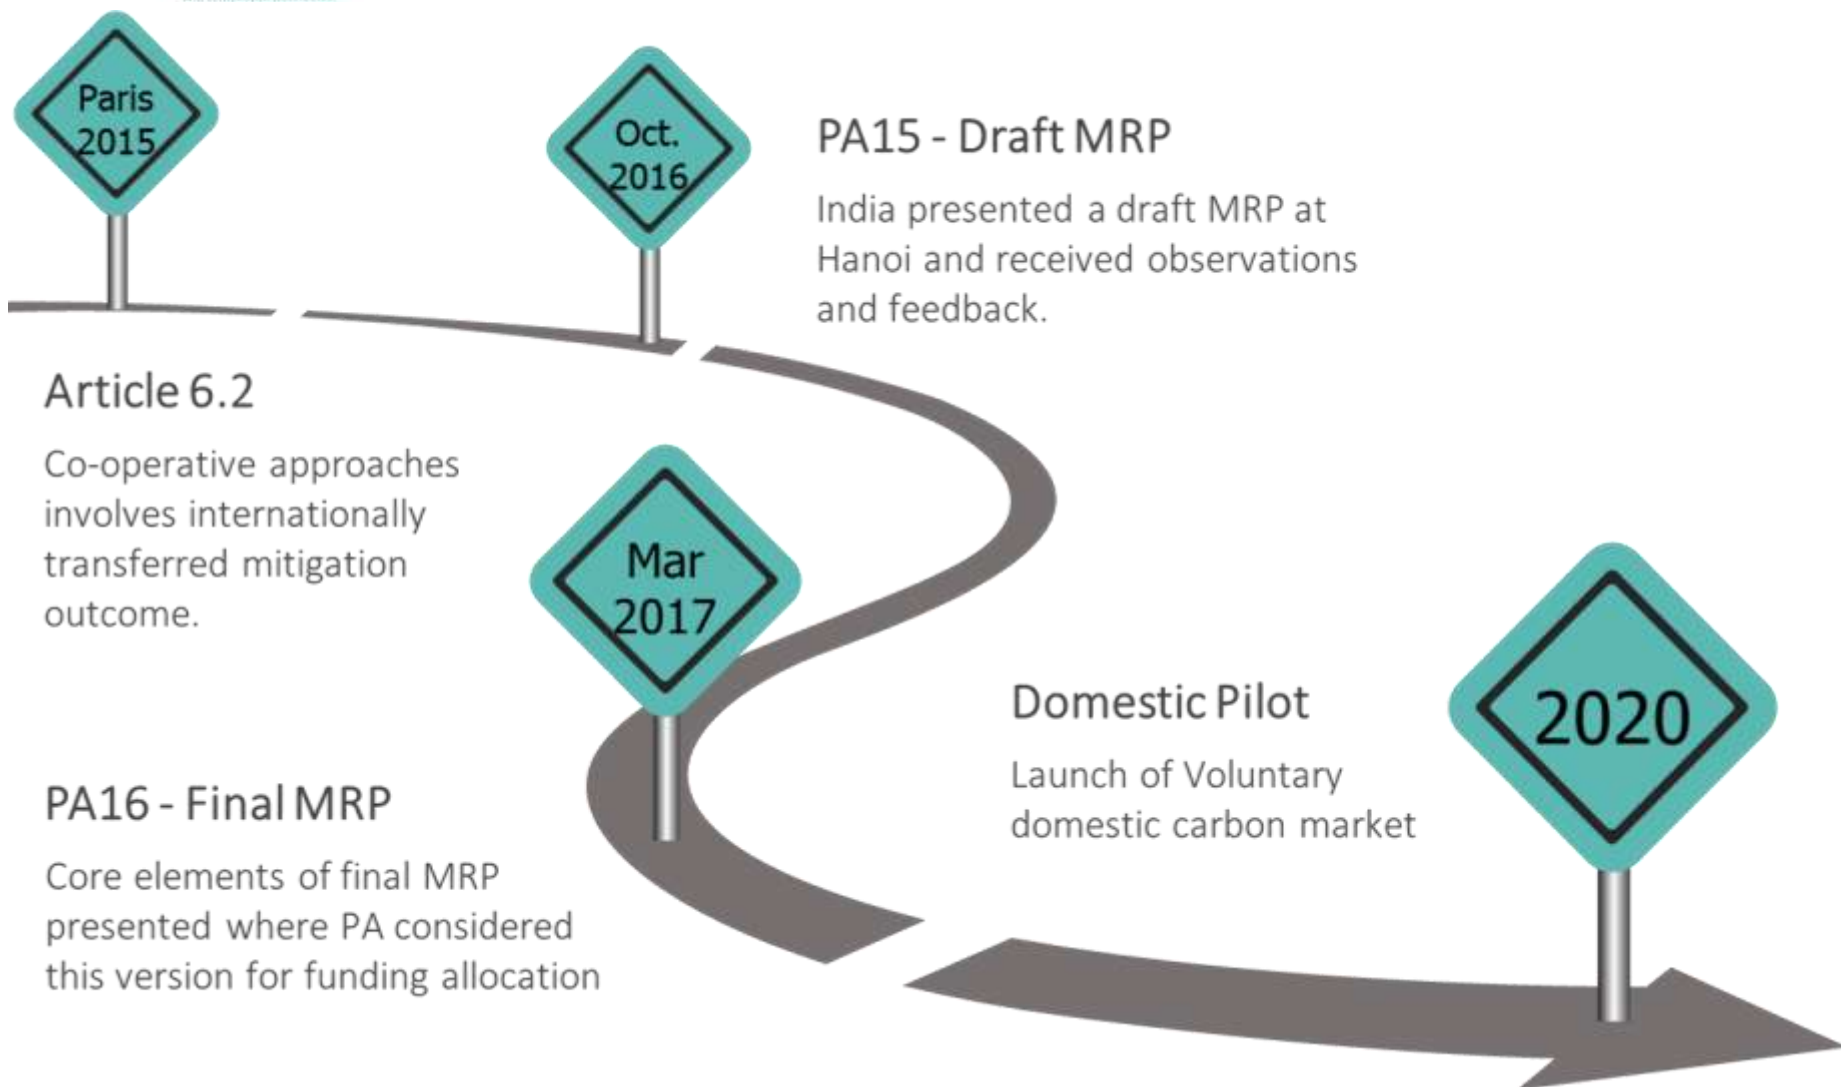 Paris
2015
Article 6.2
Co-operative approaches
involves internationally
transferred mitigation
outcome.
Oct.
2016
PA15 - Draft MRP
India presented a draft MRP at
Hanoi and received observations
and feedback.
Mar
2017
PA16 - Final MRP
Core elements of final MRP
presented where PA considered
this version for funding allocation
Domestic Pilot
Launch of Voluntary
domestic carbon market
2020